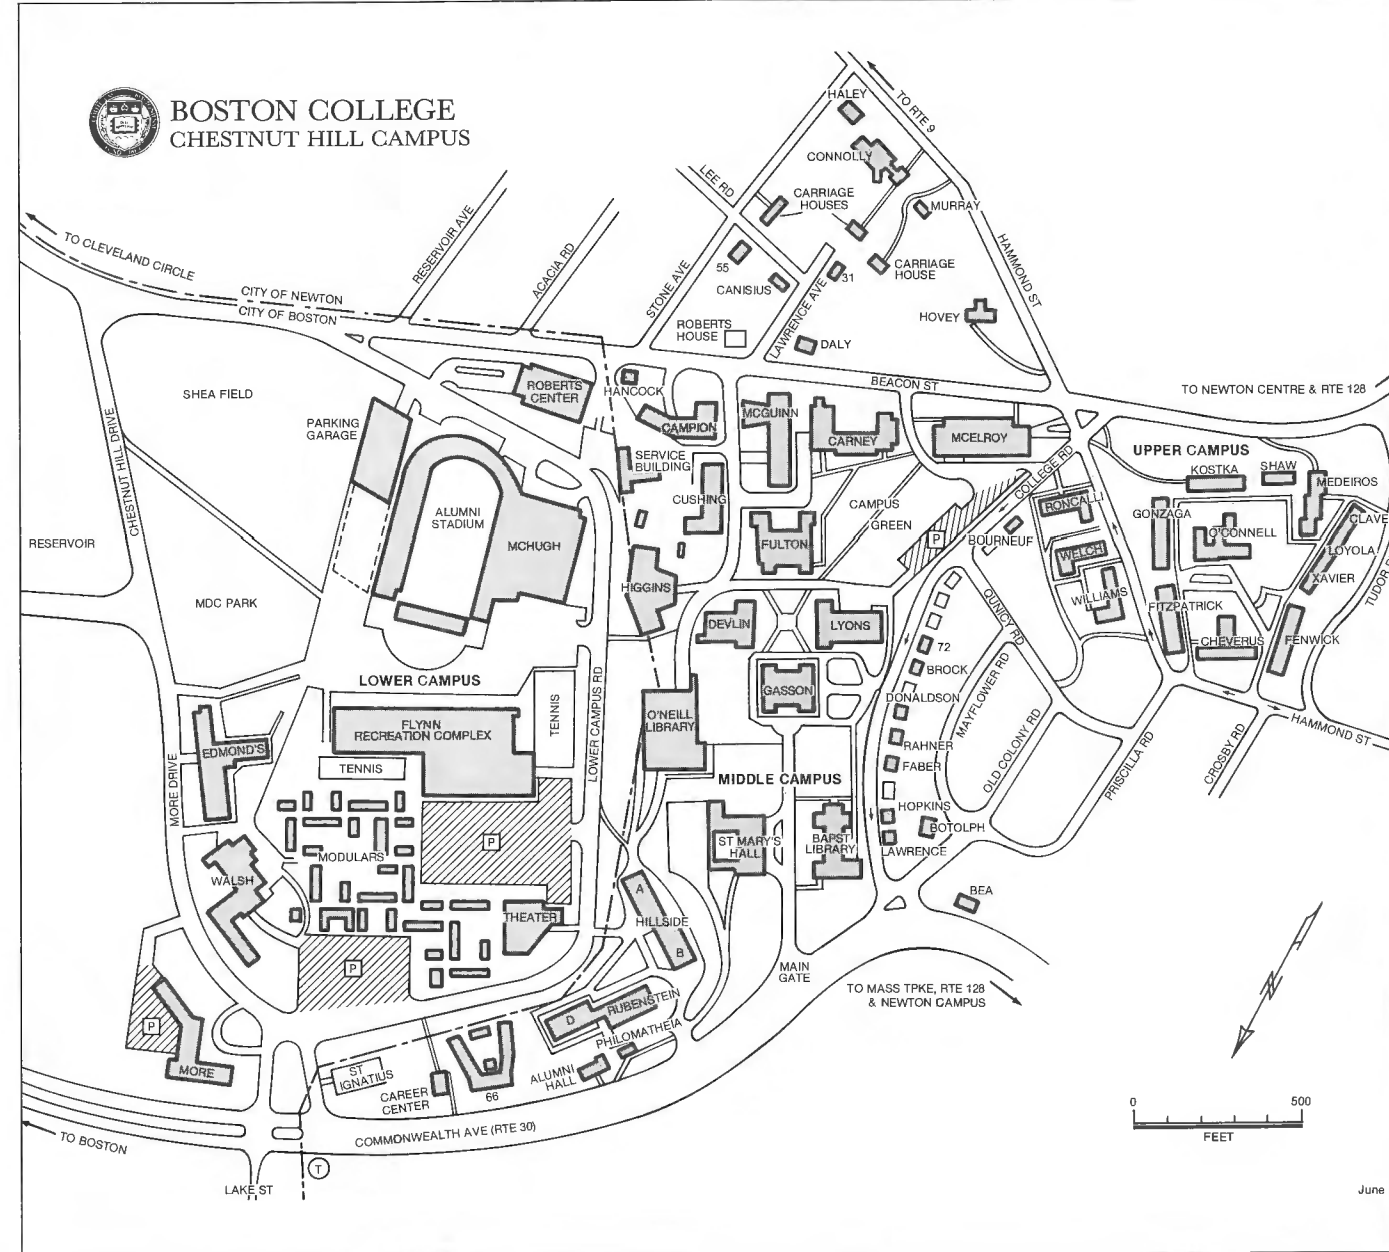 BOSTON COLLEGE
CHESTNUT HILL CAMPUS
HALEY
TO RTE 9
CONNOLLY
LEE RD
CARRIAGE
HOUSES
MURRAY
HAMMOND ST
TO CLEVELAND CIRCLE
RESERVOIR AVE
ACACIA RD
STONE AVE
55
CANISIUS
31
CARRIAGE
HOUSE
LAWRENCE AVE
CITY OF NEWTON
CITY OF BOSTON
ROBERTS
HOUSE
DALY
HOVEY
BEACON ST
TO NEWTON CENTRE & RTE 128
SHEA FIELD
CHESTNUT HILL DRIVE
PARKING
GARAGE
ROBERTS
CENTER
HANCOCK
CAMPION
MCGUINN
CARNEY
MCELROY
COLLEGE RD
UPPER CAMPUS
KOSTKA
SHAW
MEDEIROS
SERVICE
BUILDING
CUSHING
CAMPUS
GREEN
P
RONCALLI
GONZAGA
O'CONNELL
CLAVE
LOYOLA
XAVIER
TUDOR R
RESERVOIR
ALUMNI
STADIUM
MCHUGH
FULTON
BOURNEUF
WELCH
WILLIAMS
FITZPATRICK
CHEVERUS
FENWICK
MDC PARK
HIGGINS
DEVLIN
LYONS
QUNICY RD
72
BROCK
DONALDSON
MAYFLOWER RD
OLD COLONY RD
PRISCILLA RD
CROSBY RD
HAMMOND ST
LOWER CAMPUS
FLYNN
RECREATION COMPLEX
TENNIS
TENNIS
LOWER CAMPUS RD
O'NEILL
LIBRARY
GASSON
RAHNER
FABER
EDMOND'S
MORE DRIVE
MIDDLE CAMPUS
HOPKINS
BOTOLPH
LAWRENCE
MODULARS
P
ST MARY'S
HALL
BAPST
LIBRARY
WALSH
THEATER
A
HILLSIDE
B
BEA
P
MAIN
GATE
TO MASS TPKE, RTE 128
& NEWTON CAMPUS
N
P
MORE
D
RUBENSTEIN
PHILOMATHEIA
ST
IGNATIUS
CAREER
CENTER
66
ALUMNI
HALL
COMMONWEALTH AVE (RTE 30)
TO BOSTON
T
LAKE ST
0
500
FEET
June